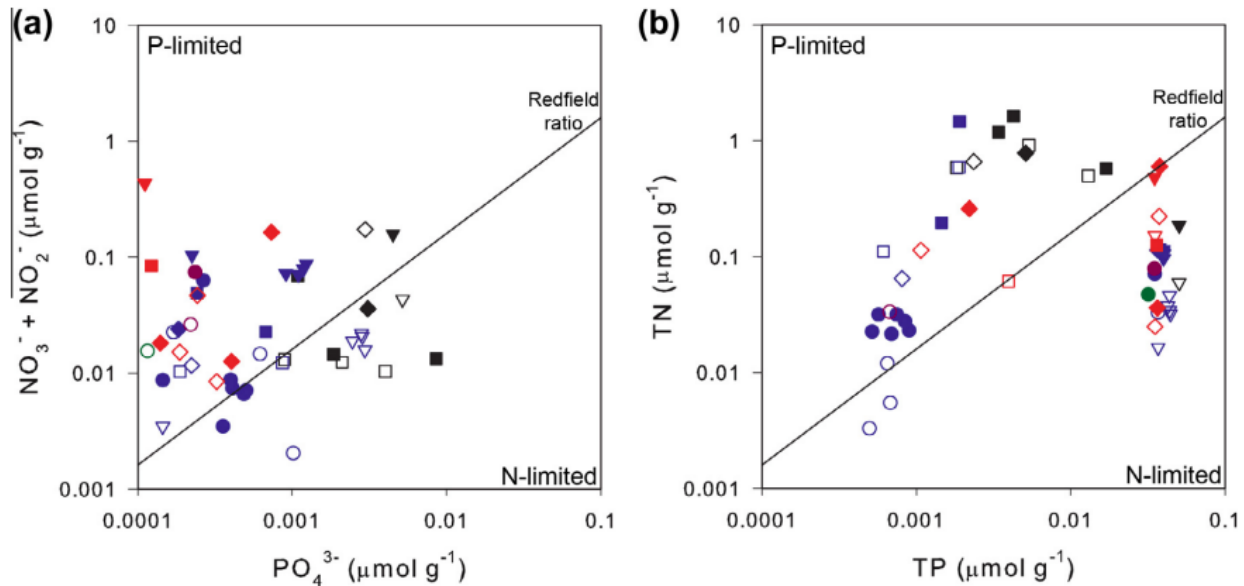 (a)
P-limited
Redfield
ratio
N-limited
10
1
0.1
0.01
0.001
0.0001
0.001
0.01
0.1
NO₃⁻ + NO₂⁻ (μmol g⁻¹)
PO₄³⁻ (μmol g⁻¹)
(b)
P-limited
Redfield
ratio
N-limited
10
1
0.1
0.01
0.001
0.0001
0.001
0.01
0.1
TN (μmol g⁻¹)
TP (μmol g⁻¹)